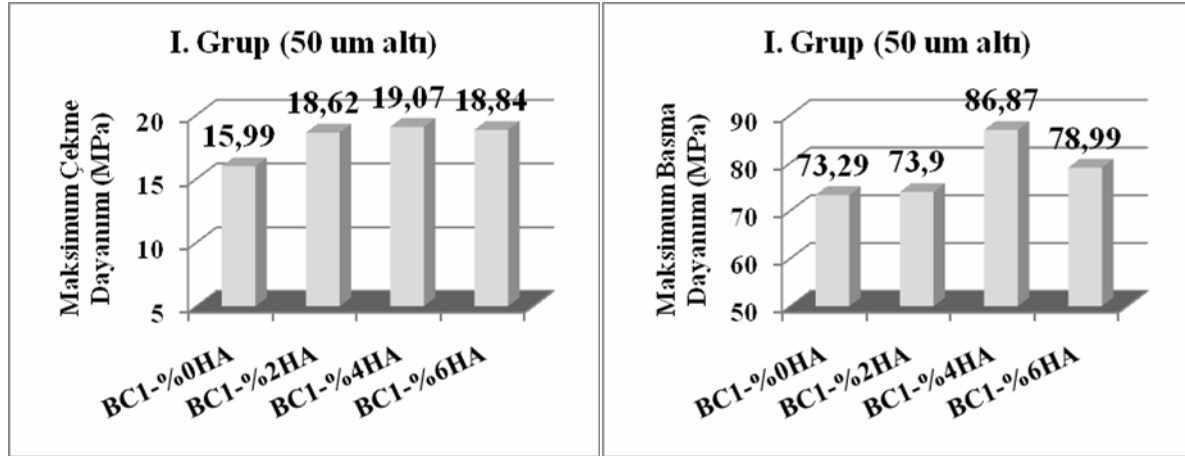 I. Grup (50 um altı)
Maksimum Çekme
Dayanımı (MPa)
20
15
10
5
15,99
18,62
19,07
18,84
BC1-%0HA
BC1-%2HA
BC1-%4HA
BC1-%6HA
I. Grup (50 um altı)
Maksimum Basma
Dayanımı (MPa)
90
80
70
60
50
73,29
73,9
86,87
78,99
BC1-%0HA
BC1-%2HA
BC1-%4HA
BC1-%6HA